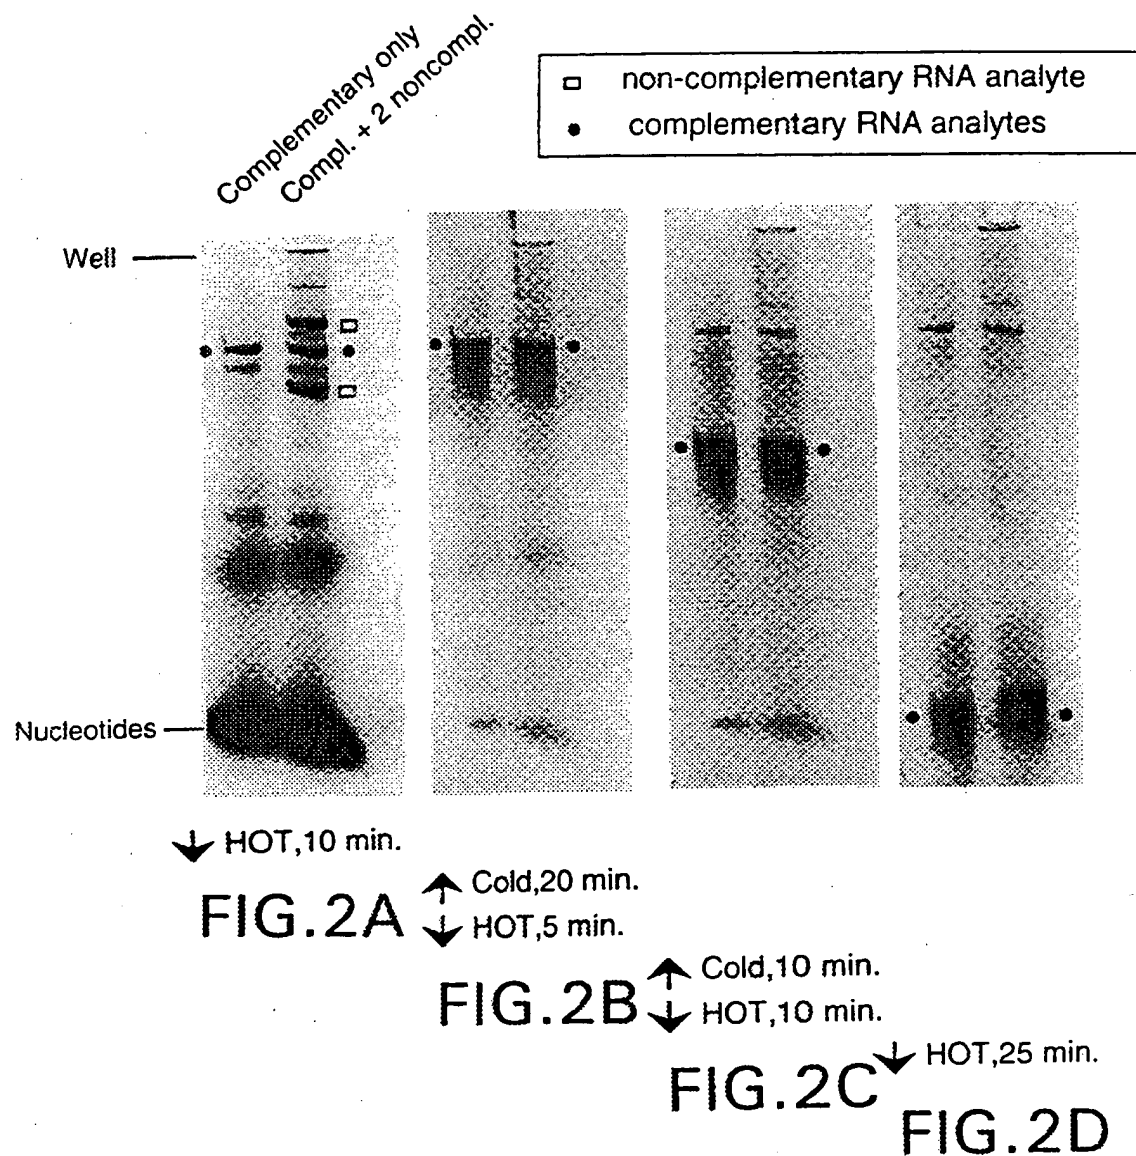 Complementary only
Compl. + 2 noncompl.
non-complementary RNA analyte
complementary RNA analytes
Well
Nucleotides
HOT,10 min.
FIG.2A
Cold,20 min.
HOT,5 min.
FIG.2B
Cold,10 min.
HOT,10 min.
FIG.2C
HOT,25 min.
FIG.2D